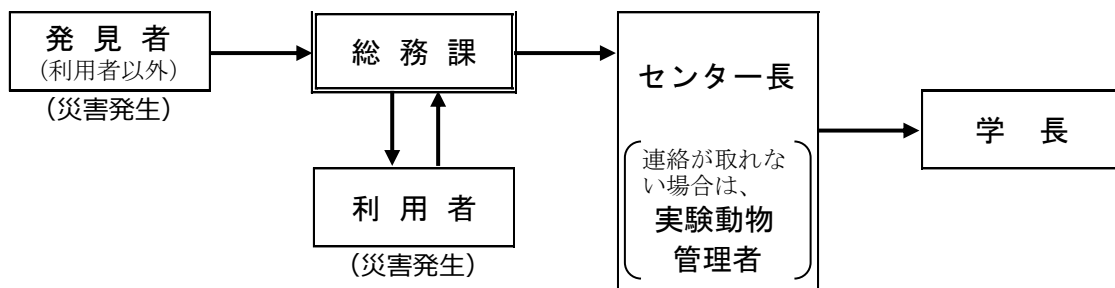 発 見 者
(利用者以外)
(災害発生)
総 務 課
利 用 者
(災害発生)
センター長
連絡が取れな
い場合は、
実験動物
管理者
学 長